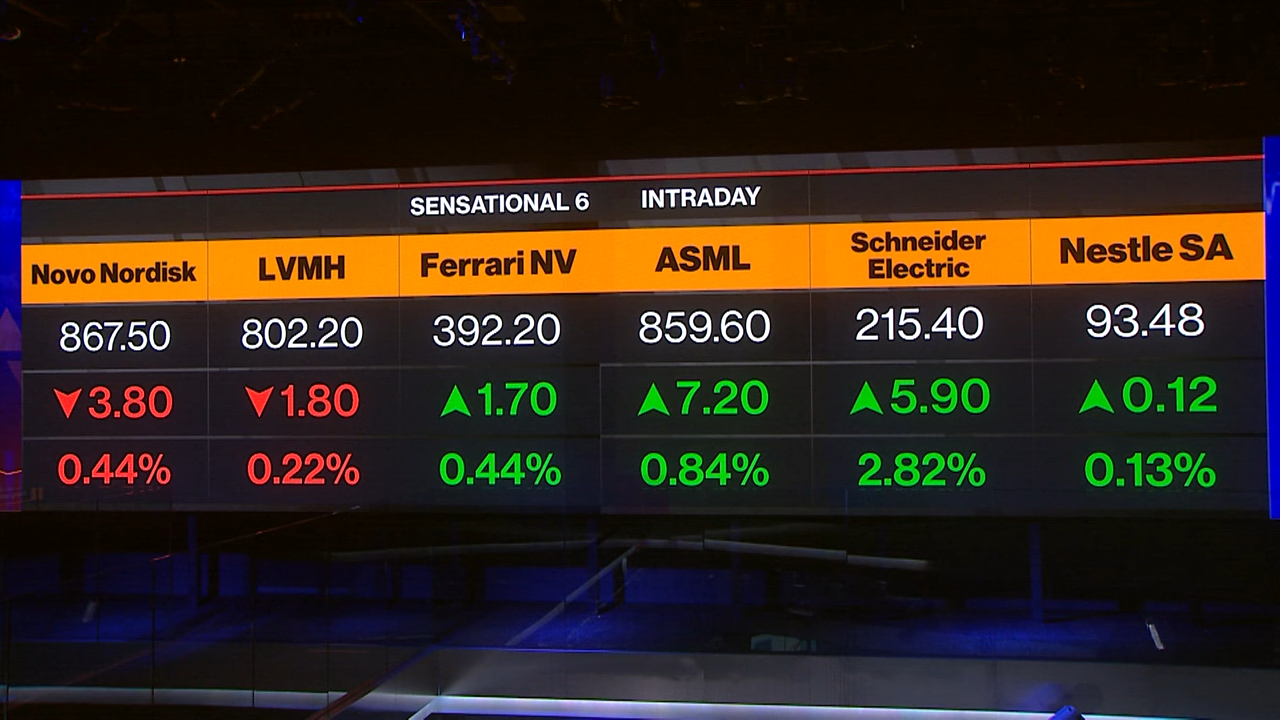 SENSATIONAL 6 INTRADAY
Novo Nordisk LVMH Ferrari NV ASML Schneider Electric Nestle SA
867.50 802.20 392.20 859.60 215.40 93.48
▼3.80 ▼1.80 ▲1.70 ▲7.20 ▲5.90 ▲0.12
0.44% 0.22% 0.44% 0.84% 2.82% 0.13%